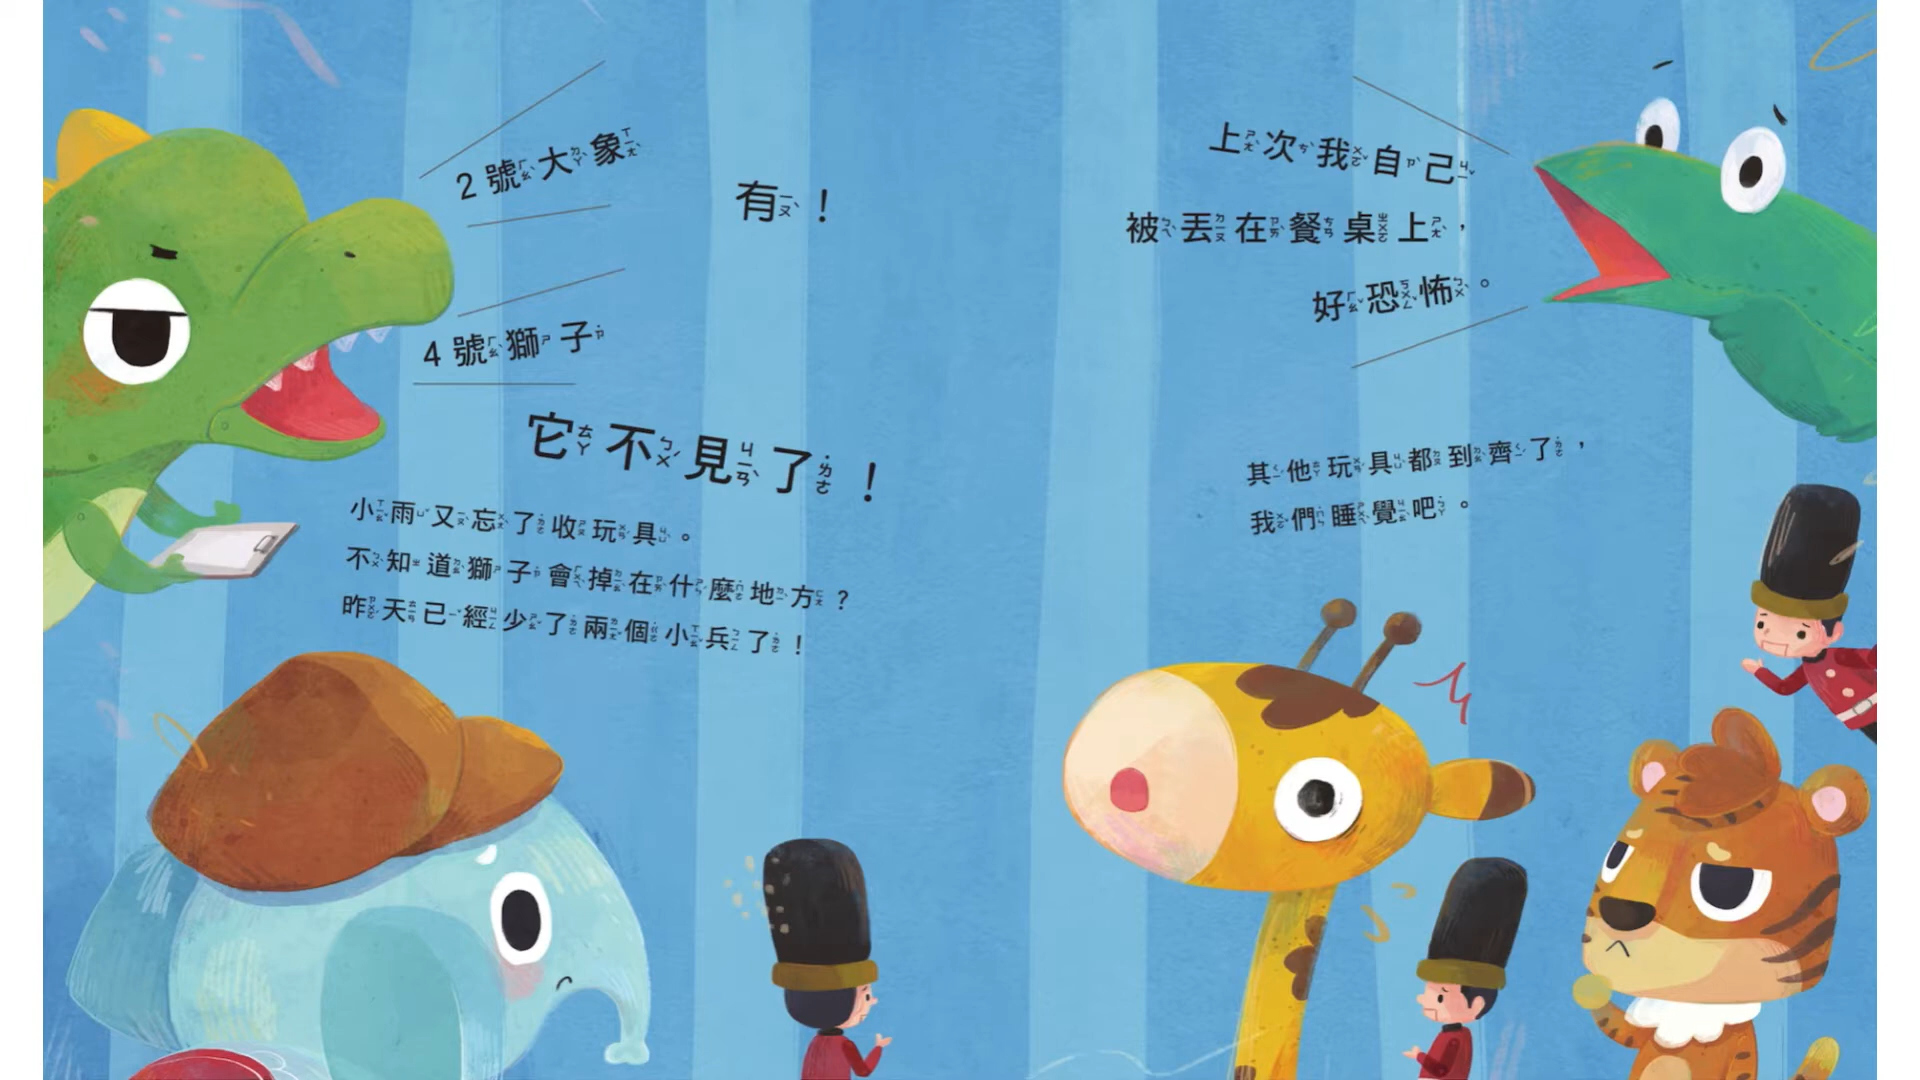 2號大象
有！
4號獅子
它不見了！
小雨又忘了收玩具。
不知道獅子會掉在什麼地方？
昨天已經少了兩個小兵了！
上次我自己
被丟在餐桌上，
好恐怖。
其他玩具都到齊了，
我們睡覺吧。